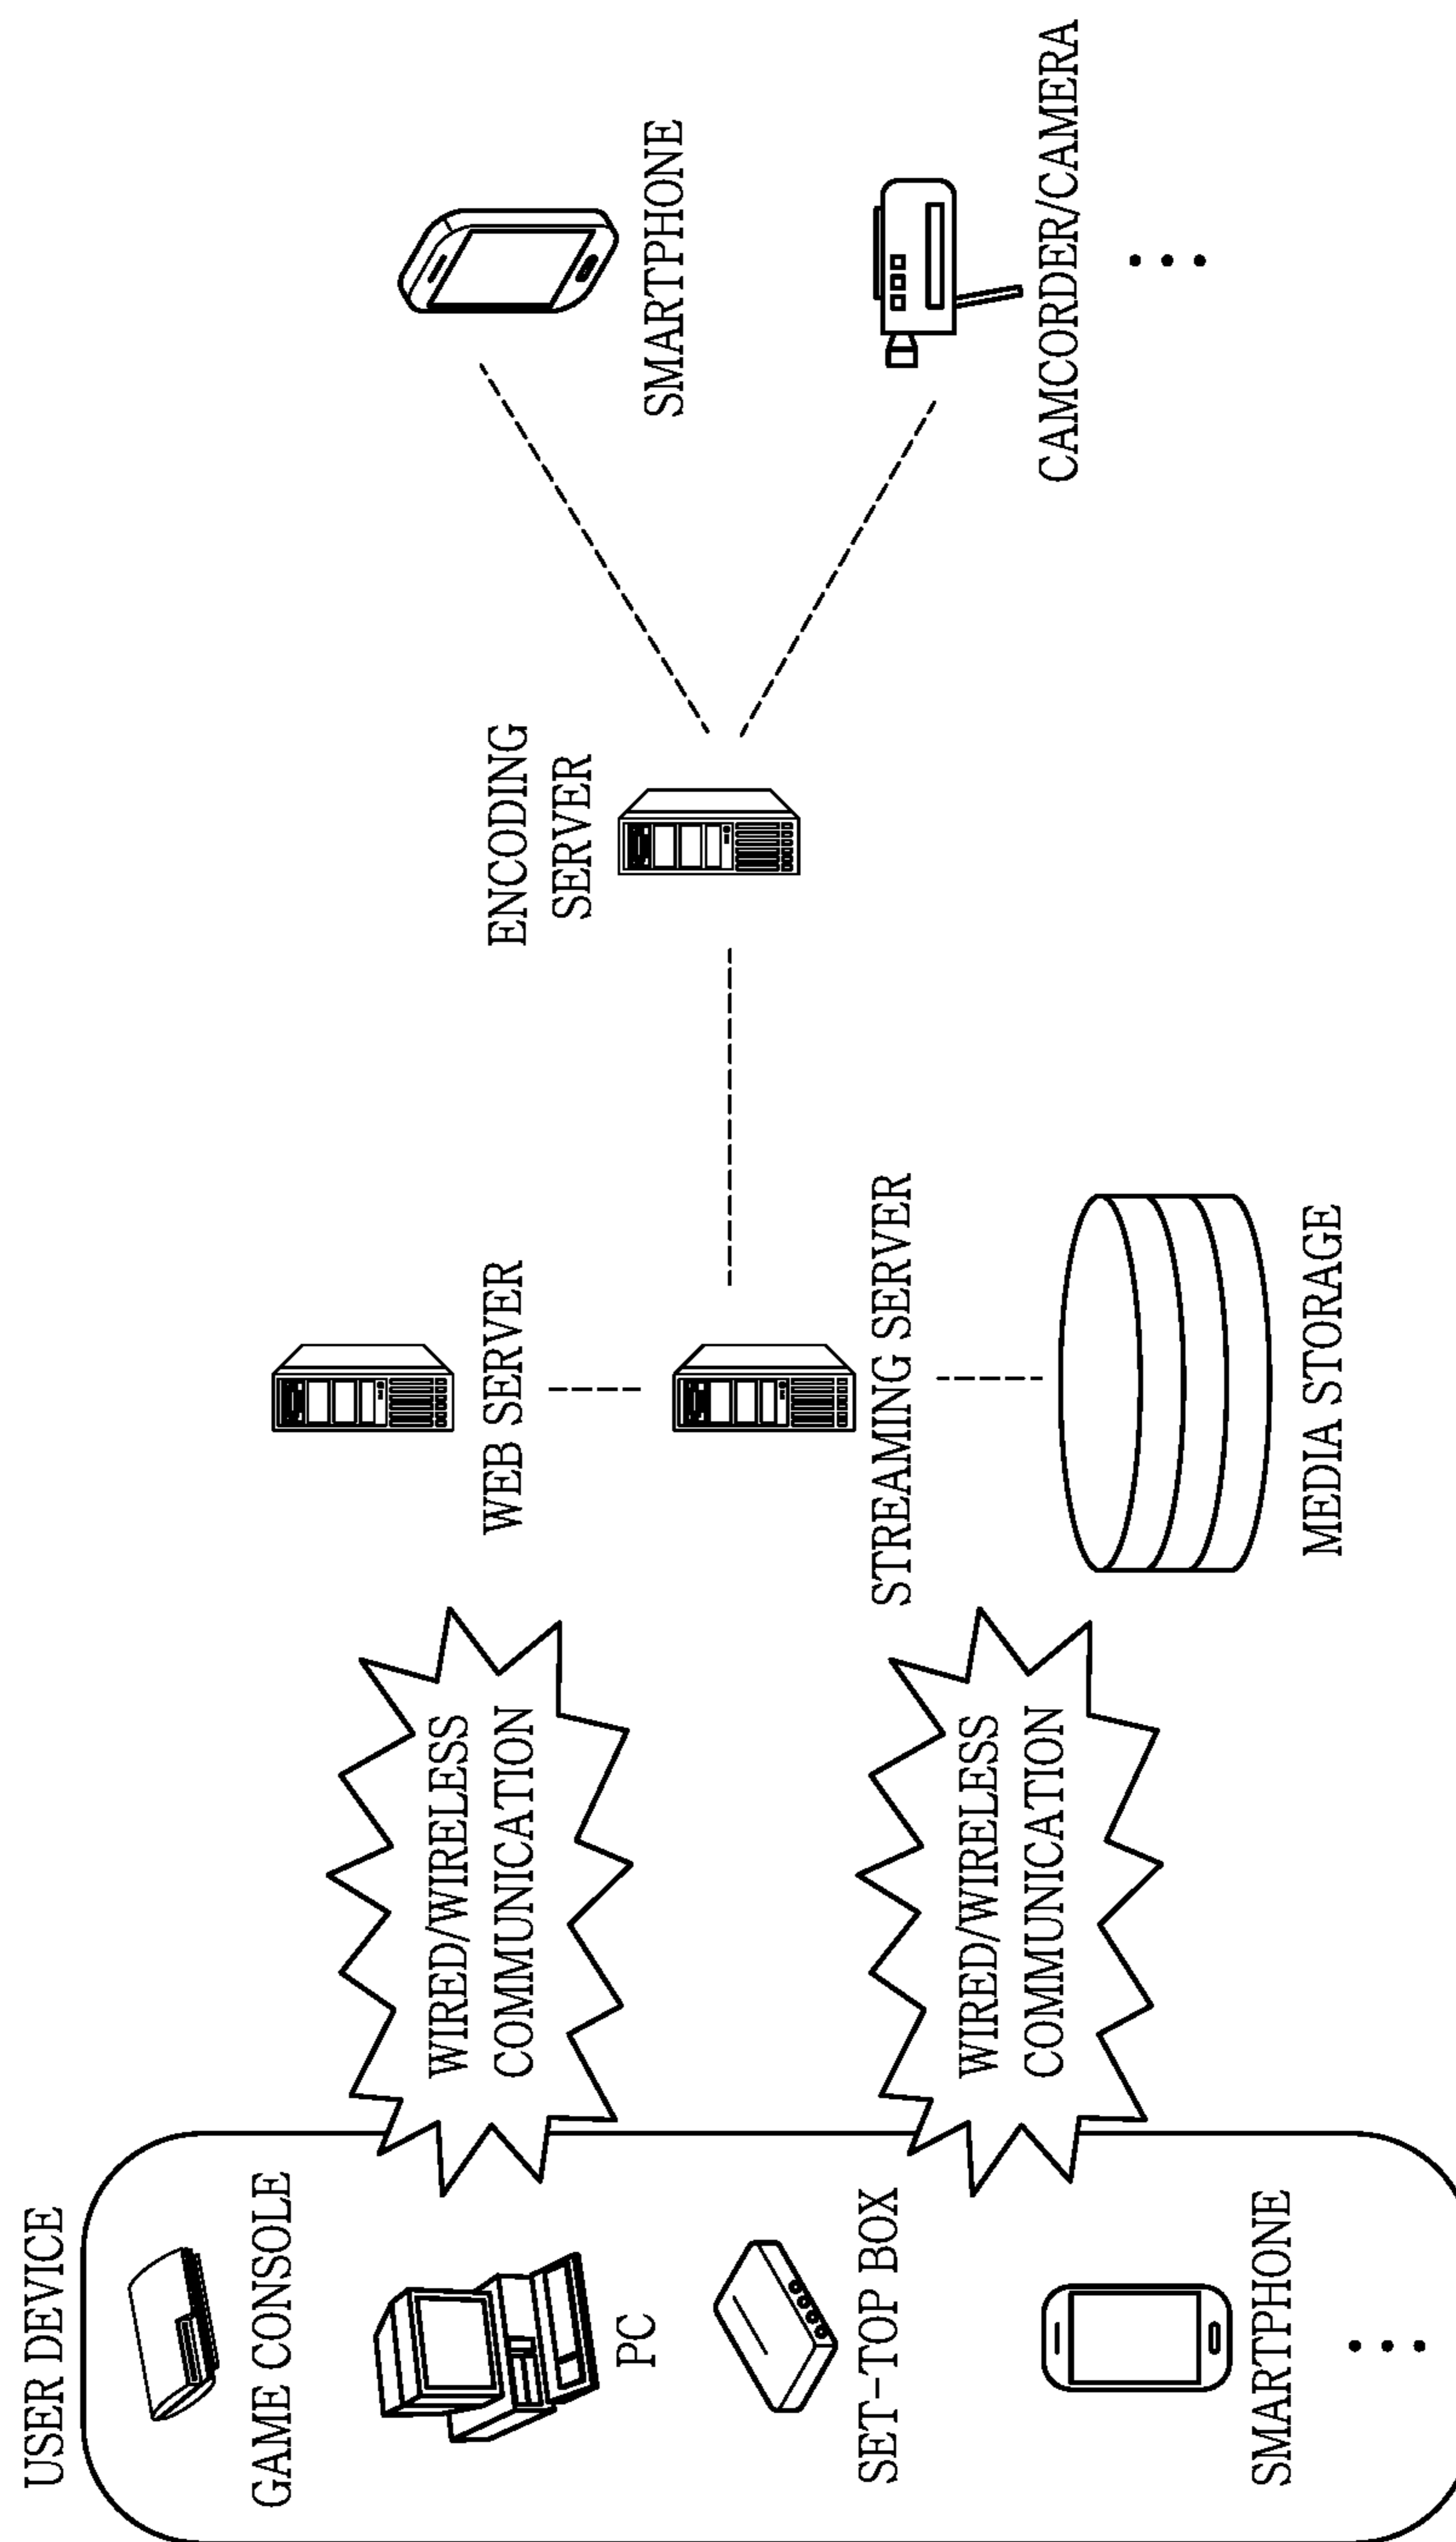 USER DEVICE
GAME CONSOLE
PC
SET-TOP BOX
SMARTPHONE
WIRED/WIRELESS
COMMUNICATION
WIRED/WIRELESS
COMMUNICATION
WEB SERVER
STREAMING SERVER
MEDIA STORAGE
ENCODING
SERVER
SMARTPHONE
CAMCORDER/CAMERA